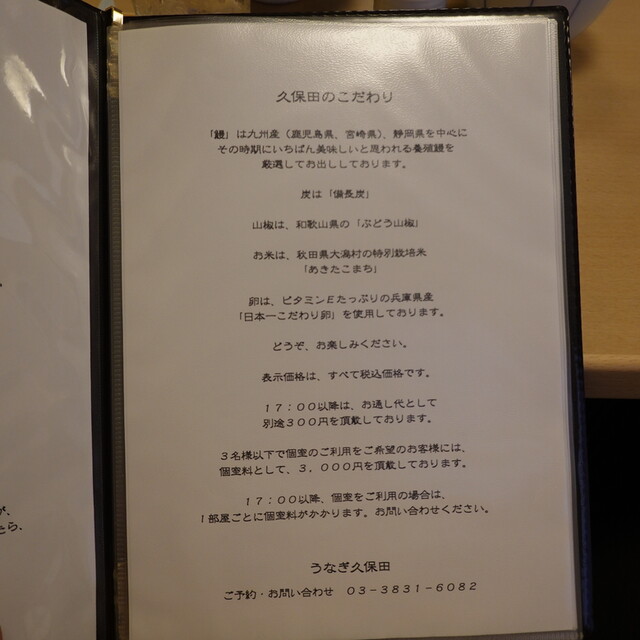 久保田のこだわり
「鰻」は九州産（鹿児島県、宮崎県）、静岡県を中心に
その時期にいちばん美味しいと思われる養殖鰻を
厳選してお出ししております。
炭は「備長炭」
山椒は、和歌山県の「ぶどう山椒」
お米は、秋田県大潟村の特別栽培米
「あきたこまち」
卵は、ビタミンEたっぷりの兵庫県産
「日本一こだわり卵」を使用しております。
どうぞ、お楽しみください。
表示価格は、すべて税込価格です。
１７：００以降は、お通し代として
別途３００円を頂戴しております。
３名様以下で個室のご利用をご希望のお客様には、
個室料として、３，０００円を頂戴しております。
１７：００以降、個室をご利用の場合は、
１部屋ごとに個室料がかかります。お問い合わせください。
うなぎ久保田
ご予約・お問い合わせ　０３－３８３１－６０８２
が、
たら、